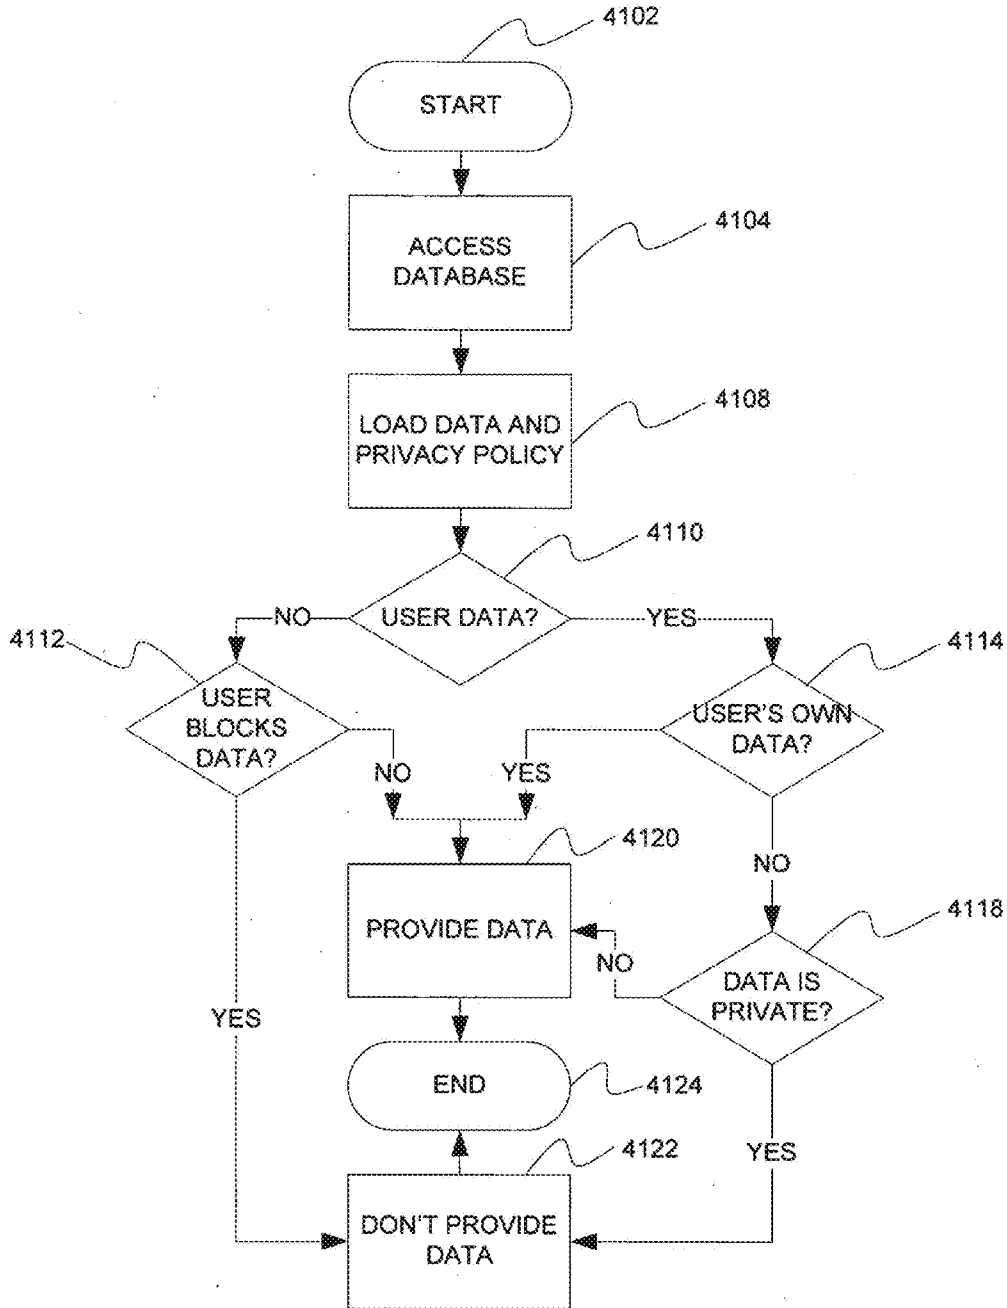 4102
START
4104
ACCESS
DATABASE
4108
LOAD DATA AND
PRIVACY POLICY
4110
USER DATA?
NO
YES
4112
USER
BLOCKS
DATA?
4114
USER'S OWN
DATA?
NO
YES
4120
PROVIDE DATA
NO
4118
DATA IS
PRIVATE?
NO
YES
END
4124
YES
4122
DON'T PROVIDE
DATA